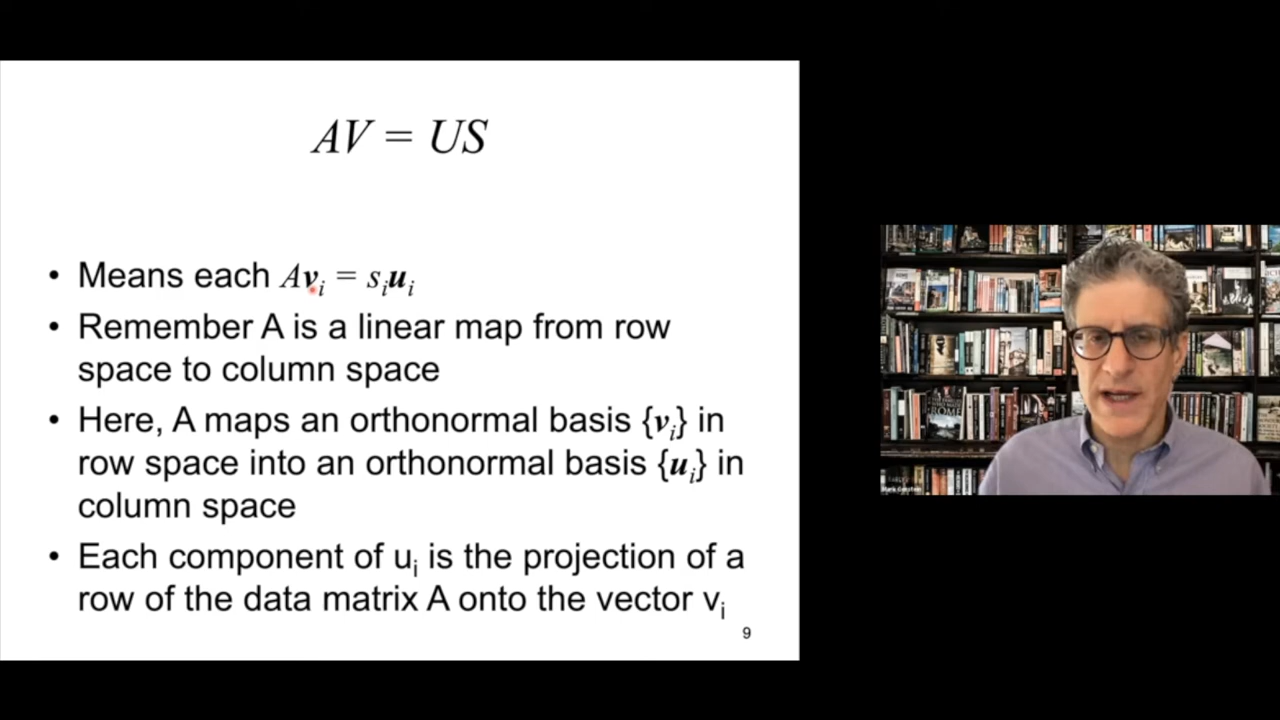 AV = US
• Means each Avᵢ = sᵢuᵢ
• Remember A is a linear map from row
space to column space
• Here, A maps an orthonormal basis {vᵢ} in
row space into an orthonormal basis {uᵢ} in
column space
• Each component of uᵢ is the projection of a
row of the data matrix A onto the vector vᵢ
9
ROME